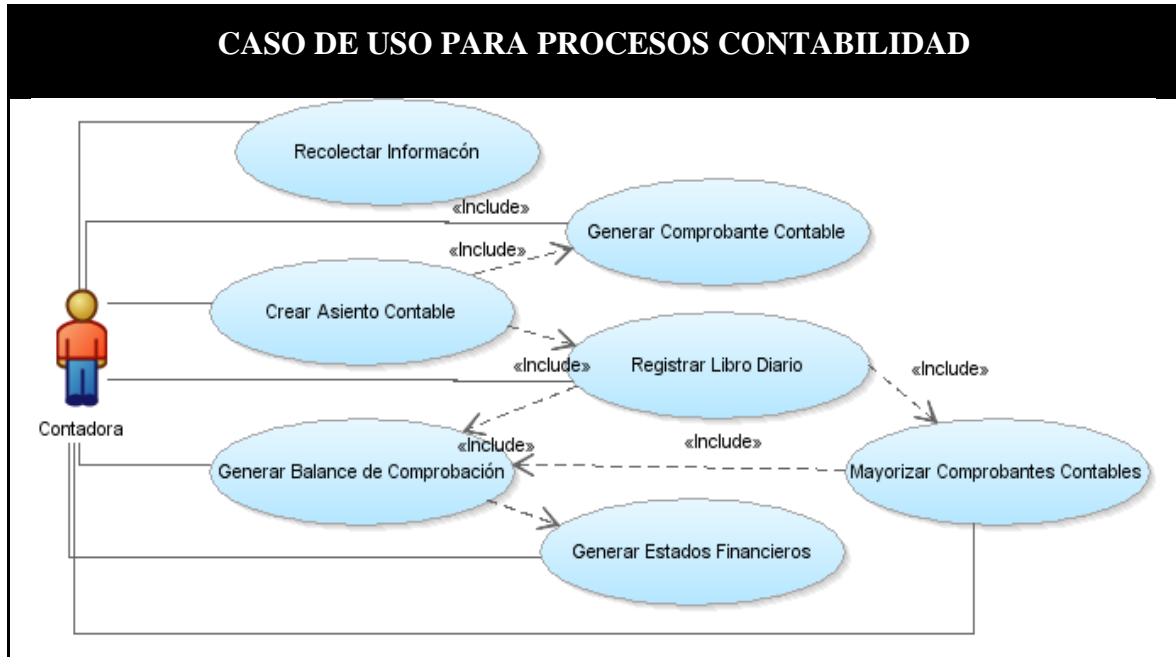 CASO DE USO PARA PROCESOS CONTABILIDAD
Recolectar Informacón
«Include»
Generar Comprobante Contable
«Include»
Crear Asiento Contable
Registrar Libro Diario
«Include»
«Include»
Contadora
«Include»
«Include»
Generar Balance de Comprobación
Mayorizar Comprobantes Contables
Generar Estados Financieros